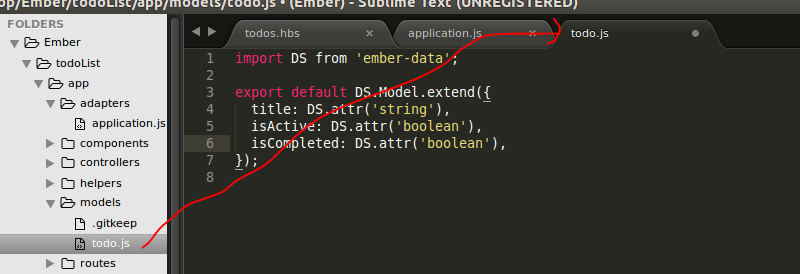 pp/Ember/todoList/app/models/todo.js • (Ember) - Sublime Text (UNREGISTERED)
FOLDERS
Ember
todoList
app
adapters
application.js
components
controllers
helpers
models
.gitkeep
todo.js
routes
todos.hbs × application.js × todo.js
1 import DS from 'ember-data';
2
3 export default DS.Model.extend({
4 title: DS.attr('string'),
5 isActive: DS.attr('boolean'),
6 isCompleted: DS.attr('boolean'),
7 });
8